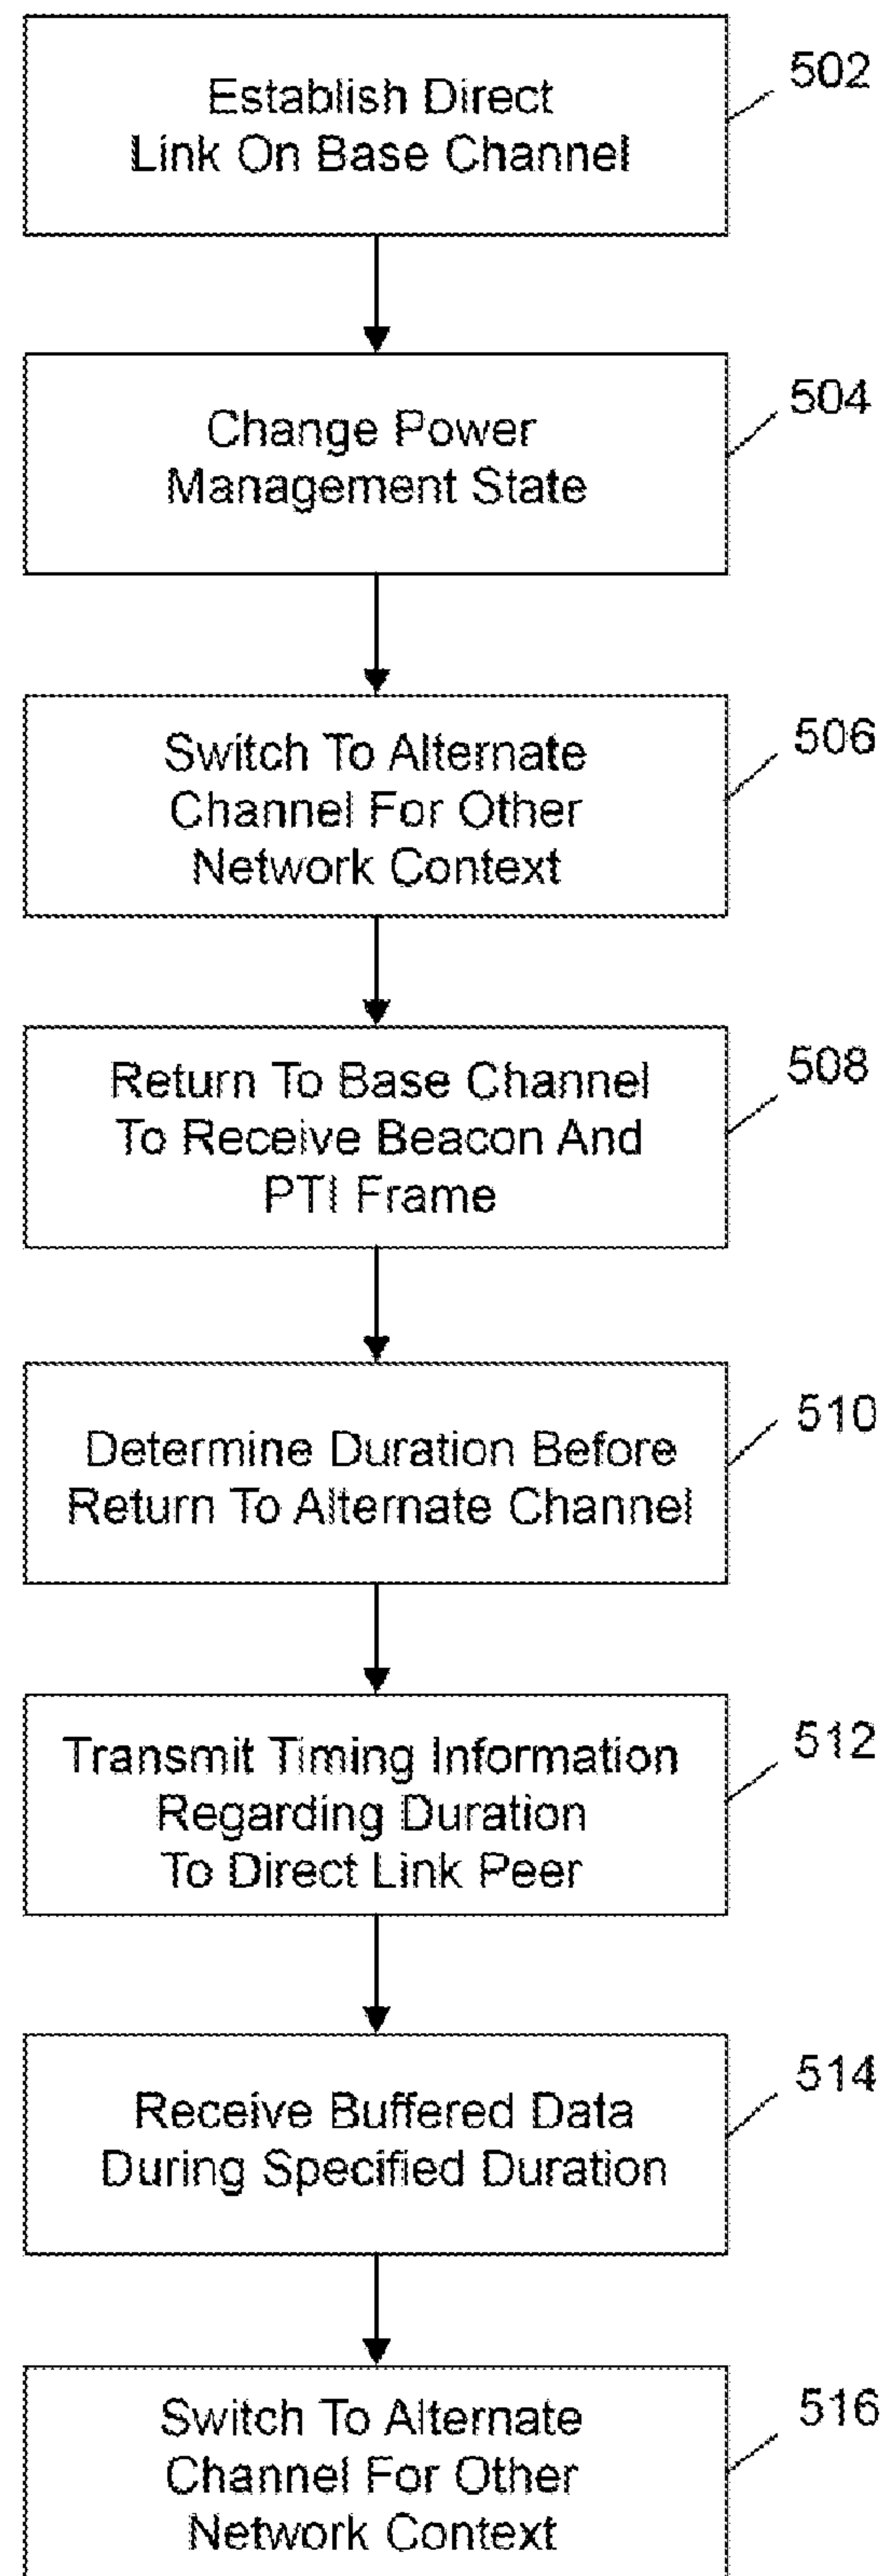 Establish Direct
Link On Base Channel
502
Change Power
Management State
504
Switch To Alternate
Channel For Other
Network Context
506
Return To Base Channel
To Receive Beacon And
PTI Frame
508
Determine Duration Before
Return To Alternate Channel
510
Transmit Timing Information
Regarding Duration
To Direct Link Peer
512
Receive Buffered Data
During Specified Duration
514
Switch To Alternate
Channel For Other
Network Context
516